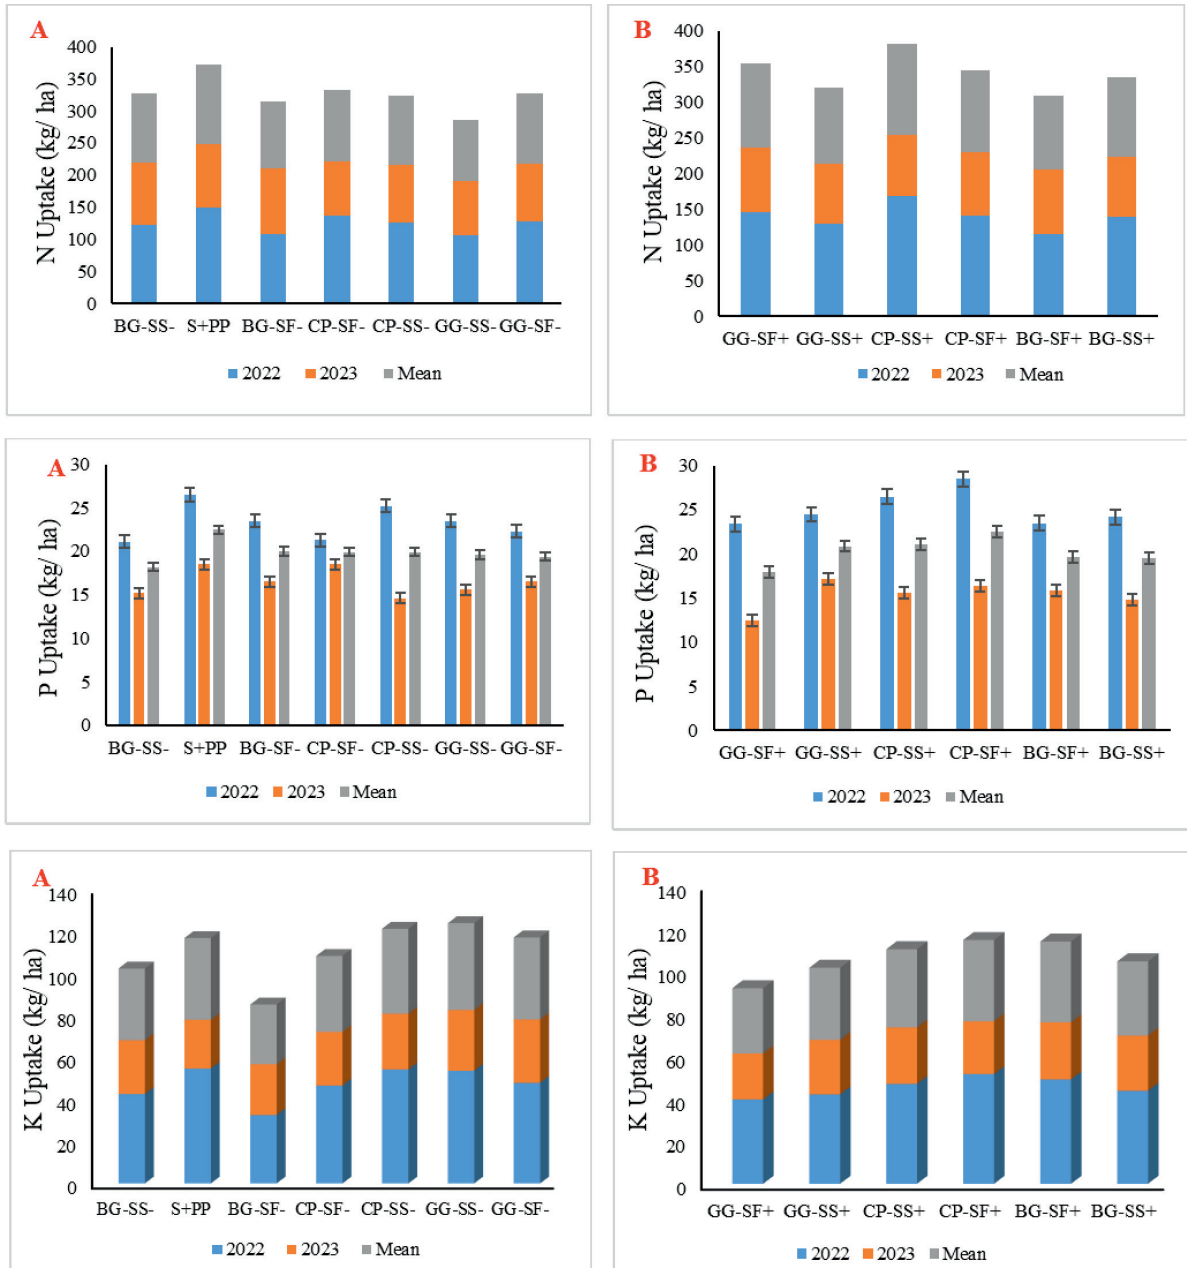 A
N Uptake (kg/ ha)
400
350
300
250
200
150
100
50
0
BG-SS- S+PP BG-SF- CP-SF- CP-SS- GG-SS- GG-SF-
2022 2023 Mean
B
N Uptake (kg/ ha)
400
350
300
250
200
150
100
50
0
GG-SF+ GG-SS+ CP-SS+ CP-SF+ BG-SF+ BG-SS+
2022 2023 Mean
A
P Uptake (kg/ ha)
30
25
20
15
10
5
0
BG-SS- S+PP BG-SF- CP-SF- CP-SS- GG-SS- GG-SF-
2022 2023 Mean
B
P Uptake (kg/ ha)
30
25
20
15
10
5
0
GG-SF+ GG-SS+ CP-SS+ CP-SF+ BG-SF+ BG-SS+
2022 2023 Mean
A
K Uptake (kg/ ha)
140
120
100
80
60
40
20
0
BG-SS- S+PP BG-SF- CP-SF- CP-SS- GG-SS- GG-SF-
2022 2023 Mean
B
K Uptake (kg/ ha)
140
120
100
80
60
40
20
0
GG-SF+ GG-SS+ CP-SS+ CP-SF+ BG-SF+ BG-SS+
2022 2023 Mean